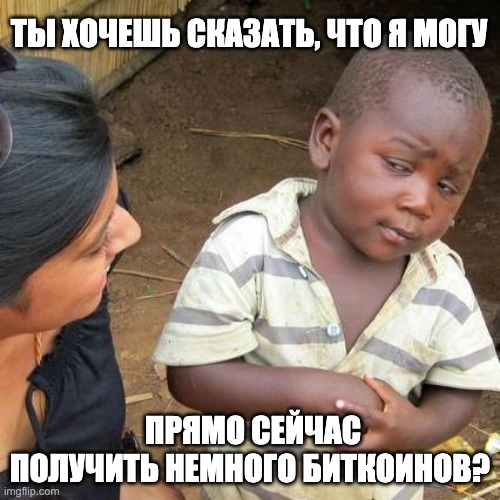 ТЫ ХОЧЕШЬ СКАЗАТЬ, ЧТО Я МОГУ
ПРЯМО СЕЙЧАС
ПОЛУЧИТЬ НЕМНОГО БИТКОИНОВ?
imgflip.com